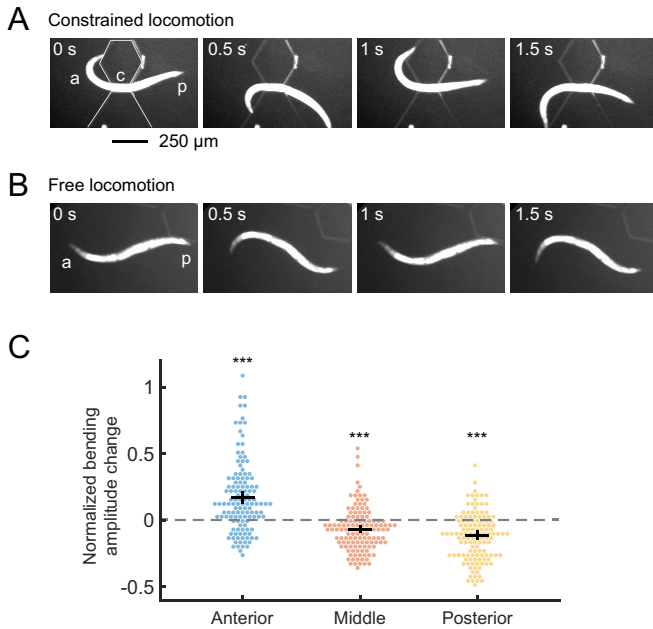 A
Constrained locomotion
0 s
a
c
p
0.5 s
1 s
1.5 s
250 µm
B
Free locomotion
0 s
a
p
0.5 s
1 s
1.5 s
C
Normalized bending
amplitude change
1
0.5
0
-0.5
***
***
***
Anterior
Middle
Posterior